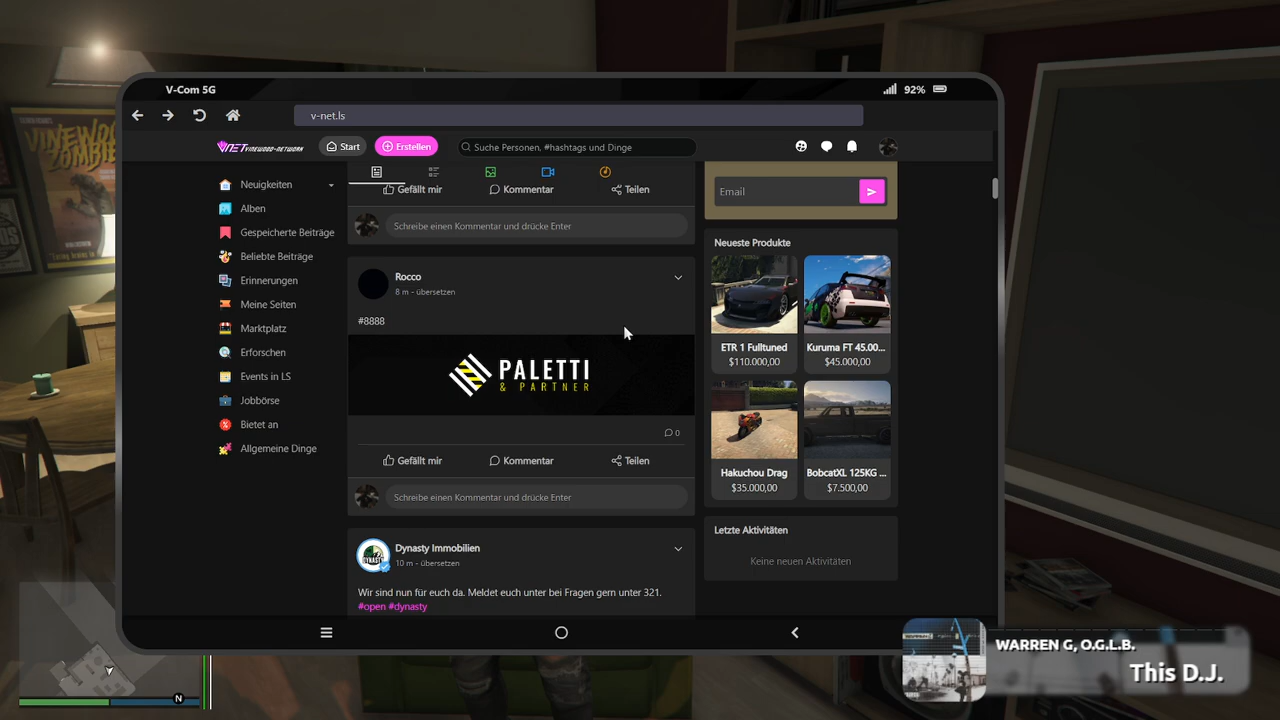 V-Com 5G
92%
v-net.ls
VNET VINEWOOD-NETWORK
Start
Erstellen
Suche Personen, #hashtags und Dinge
Neuigkeiten
Alben
Gespeicherte Beiträge
Beliebte Beiträge
Erinnerungen
Meine Seiten
Marktplatz
Erforschen
Events in LS
Jobbörse
Bietet an
Allgemeine Dinge
Gefällt mir
Kommentar
Teilen
Schreibe einen Kommentar und drücke Enter
Rocco
8 m - übersetzen
#8888
PALETTI
& PARTNER
0
Gefällt mir
Kommentar
Teilen
Schreibe einen Kommentar und drücke Enter
Dynasty Immobilien
10 m - übersetzen
Wir sind nun für euch da. Meldet euch unter bei Fragen gern unter 321.
#open #dynasty
Email
Neueste Produkte
ETR 1 Fulltuned
$110.000,00
Kuruma FT 45.00...
$45.000,00
Hakuchou Drag
$35.000,00
BobcatXL 125KG ...
$7.500,00
Letzte Aktivitäten
Keine neuen Aktivitäten
VINEWOOD
ZOMBIE
N
WARREN G, O.G.L.B.
This D.J.